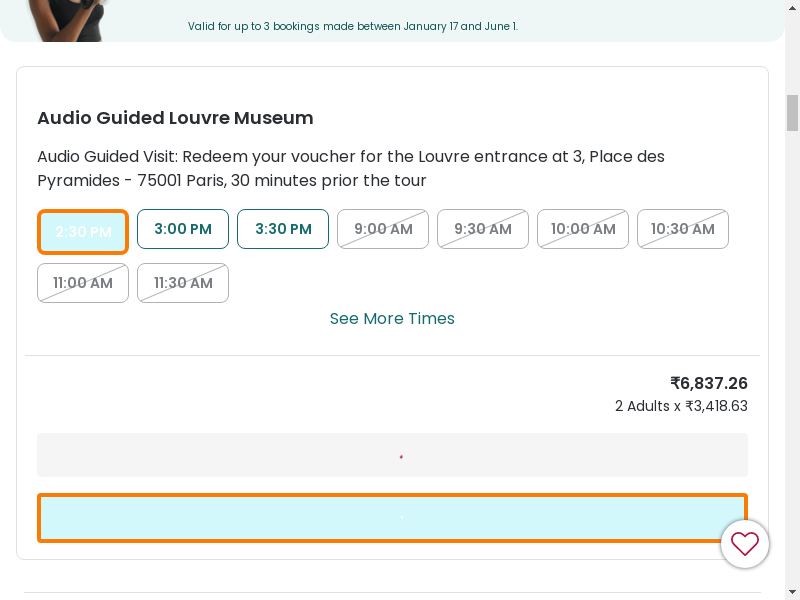 Valid for up to 3 bookings made between January 17 and June 1.
Audio Guided Louvre Museum
Audio Guided Visit: Redeem your voucher for the Louvre entrance at 3, Place des
Pyramides - 75001 Paris, 30 minutes prior the tour
2:30 PM 3:00 PM 3:30 PM 9:00 AM 9:30 AM 10:00 AM 10:30 AM
11:00 AM 11:30 AM
See More Times
₹6,837.26
2 Adults x ₹3,418.63